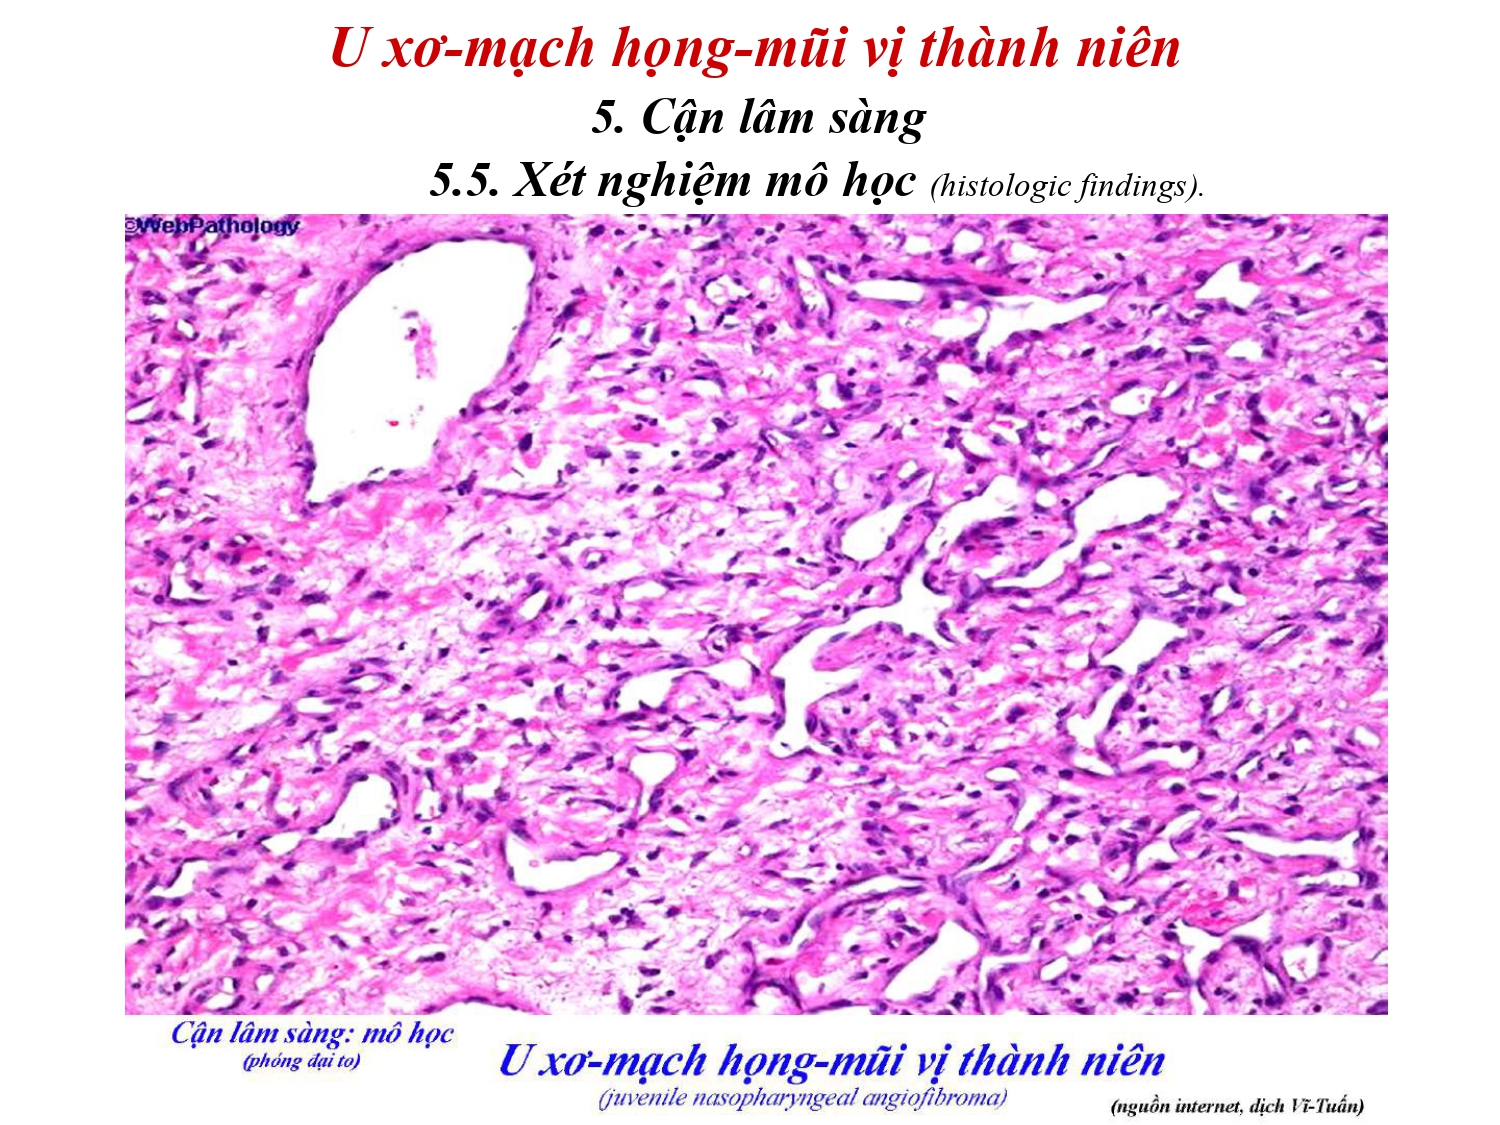 U xơ-mạch họng-mũi vị thành niên
5. Cận lâm sàng
5.5. Xét nghiệm mô học (histologic findings).
©WebPathology
Cận lâm sàng: mô học
(phóng đại to)
U xơ-mạch họng-mũi vị thành niên
(juvenile nasopharyngeal angiofibroma)
(nguồn internet, dịch Vĩ-Tuấn)